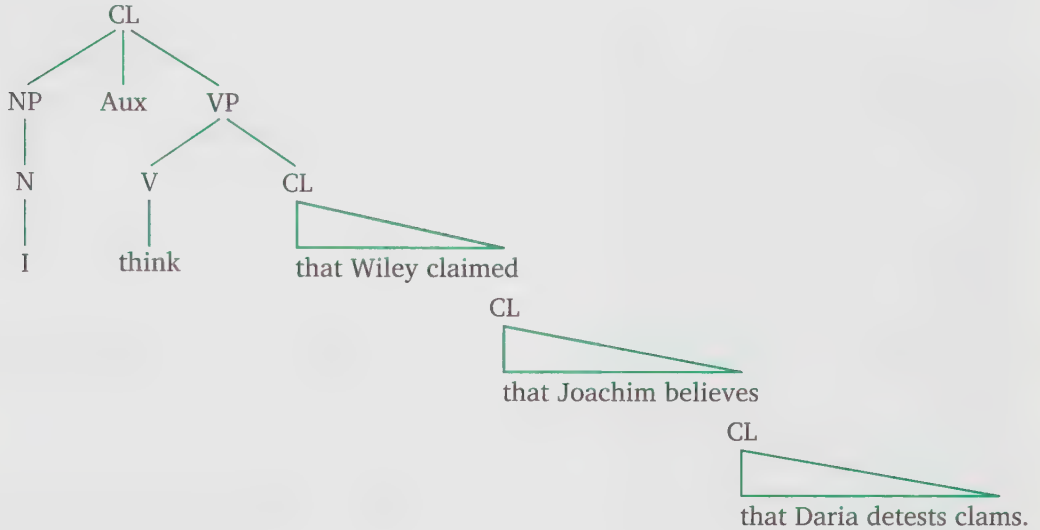 CL
NP Aux VP
N V CL
I think that Wiley claimed
CL
that Joachim believes
CL
that Daria detests clams.